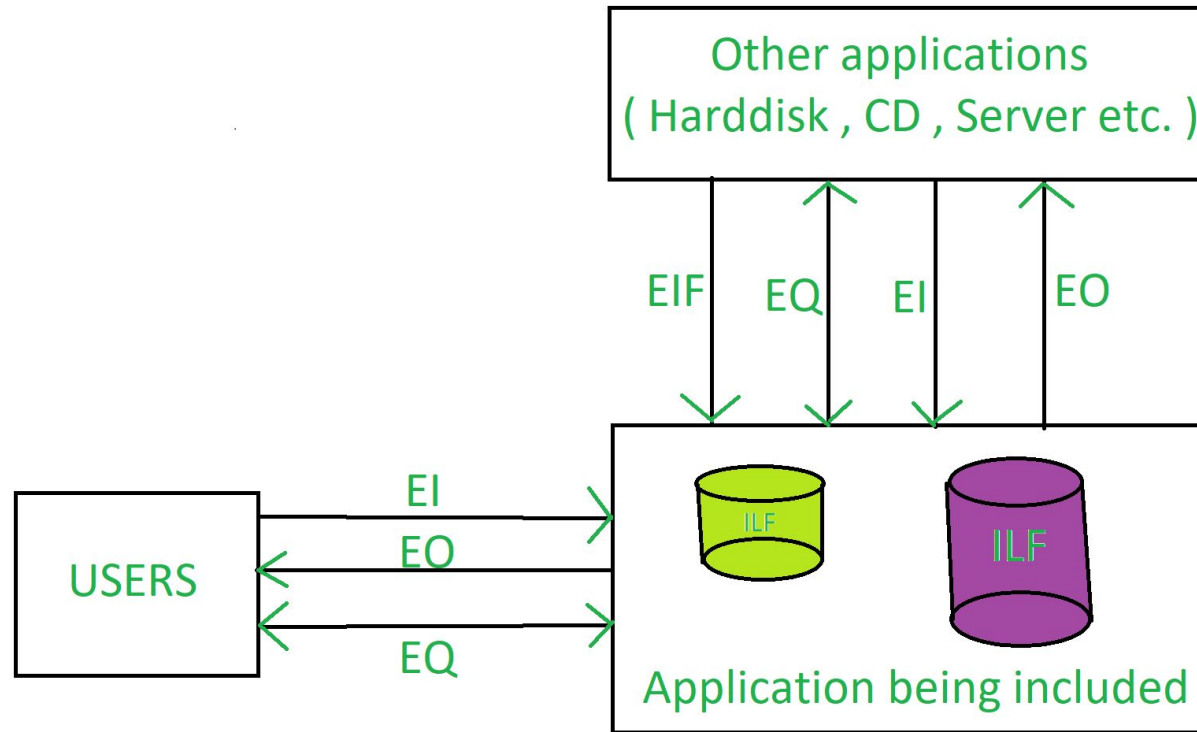 Other applications
( Harddisk , CD , Server etc. )
EIF
EQ
EI
EO
EI
EO
EQ
USERS
ILF
ILF
Application being included